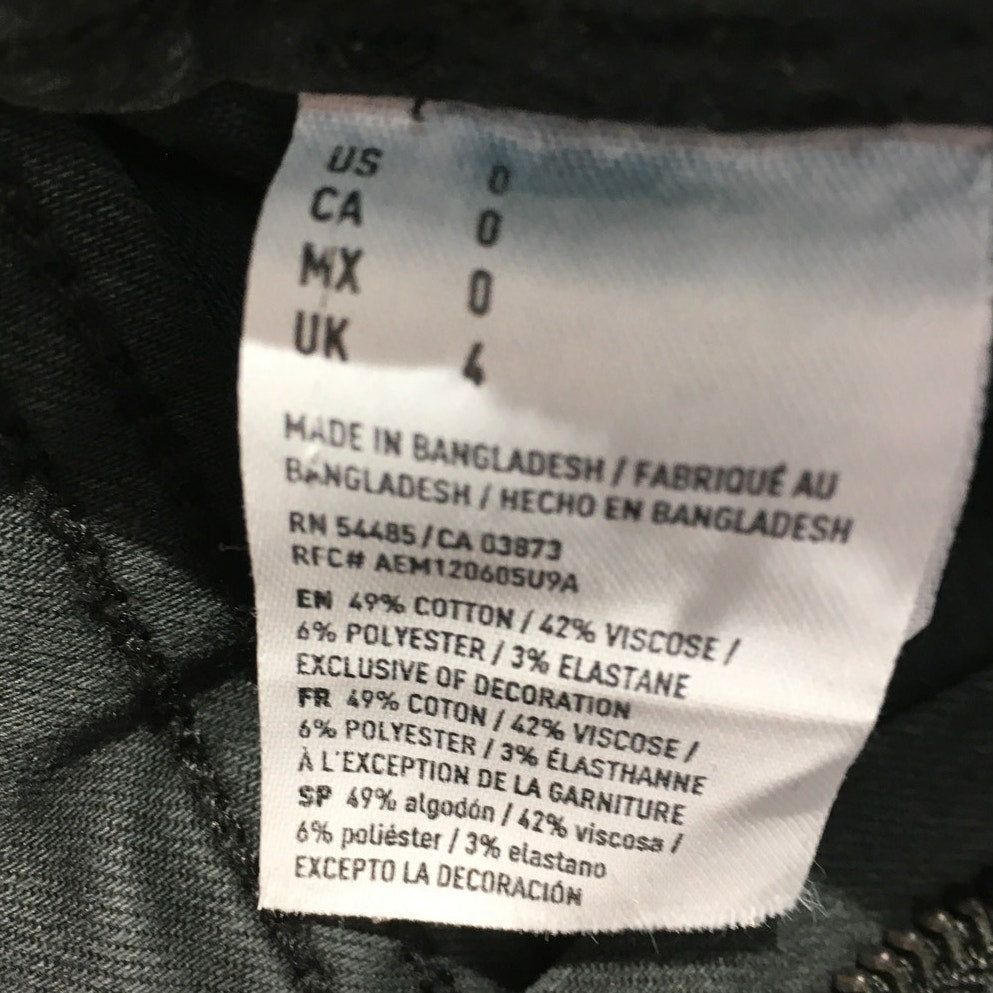 US 0
CA 0
MX 0
UK 4
MADE IN BANGLADESH / FABRIQUÉ AU
BANGLADESH / HECHO EN BANGLADESH
RN 54485 / CA 03873
RFC# AEM120605U9A
EN 49% COTTON / 42% VISCOSE /
6% POLYESTER / 3% ELASTANE
EXCLUSIVE OF DECORATION
FR 49% COTON / 42% VISCOSE /
6% POLYESTER / 3% ÉLASTHANNE
À L'EXCEPTION DE LA GARNITURE
SP 49% algodón / 42% viscosa /
6% poliéster / 3% elastano
EXCEPTO LA DECORACIÓN